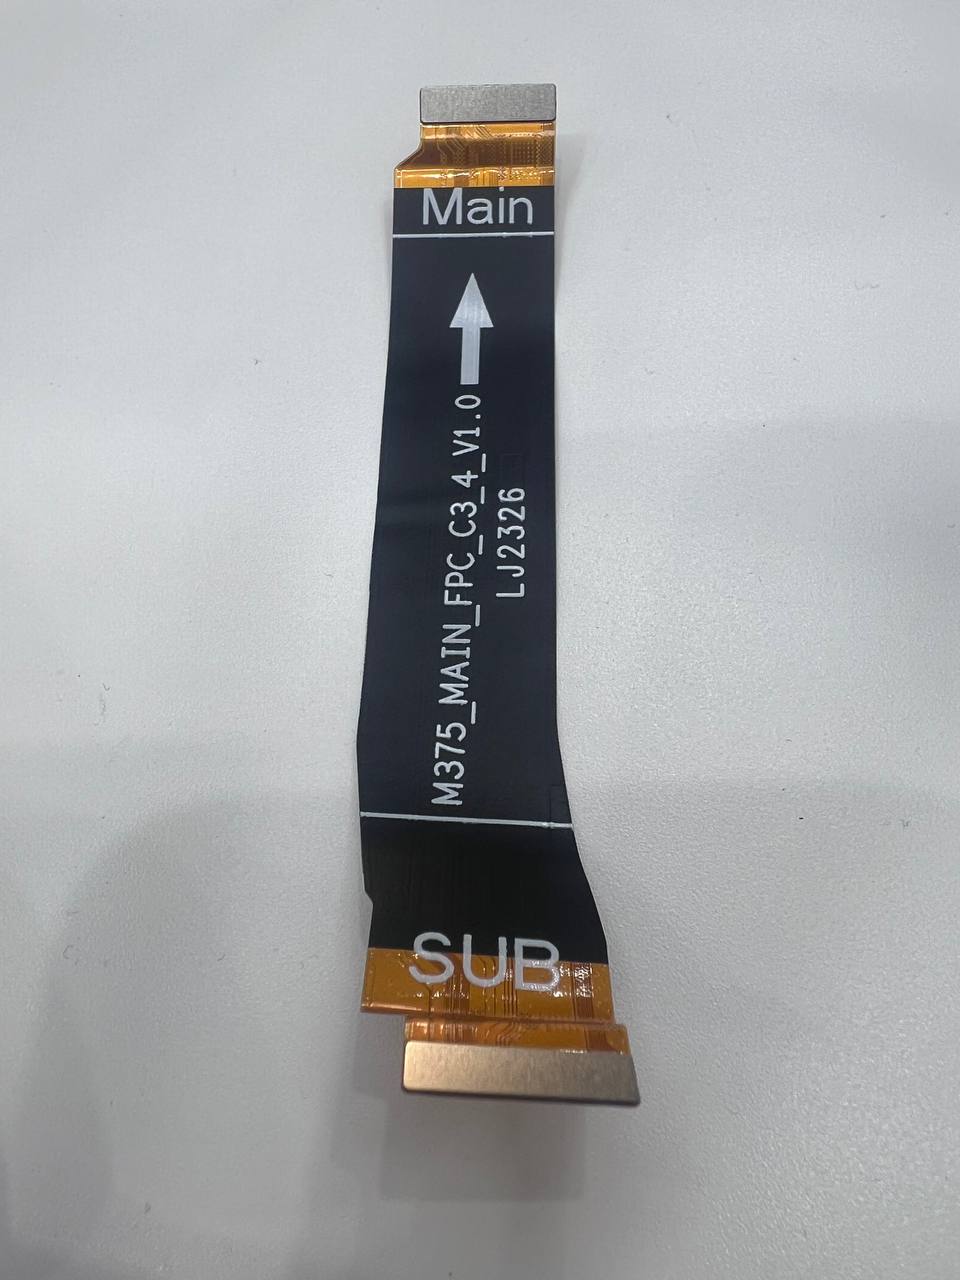 Main
M375_MAIN_FPC_C3_4_V1.0
LJ2326
SUB